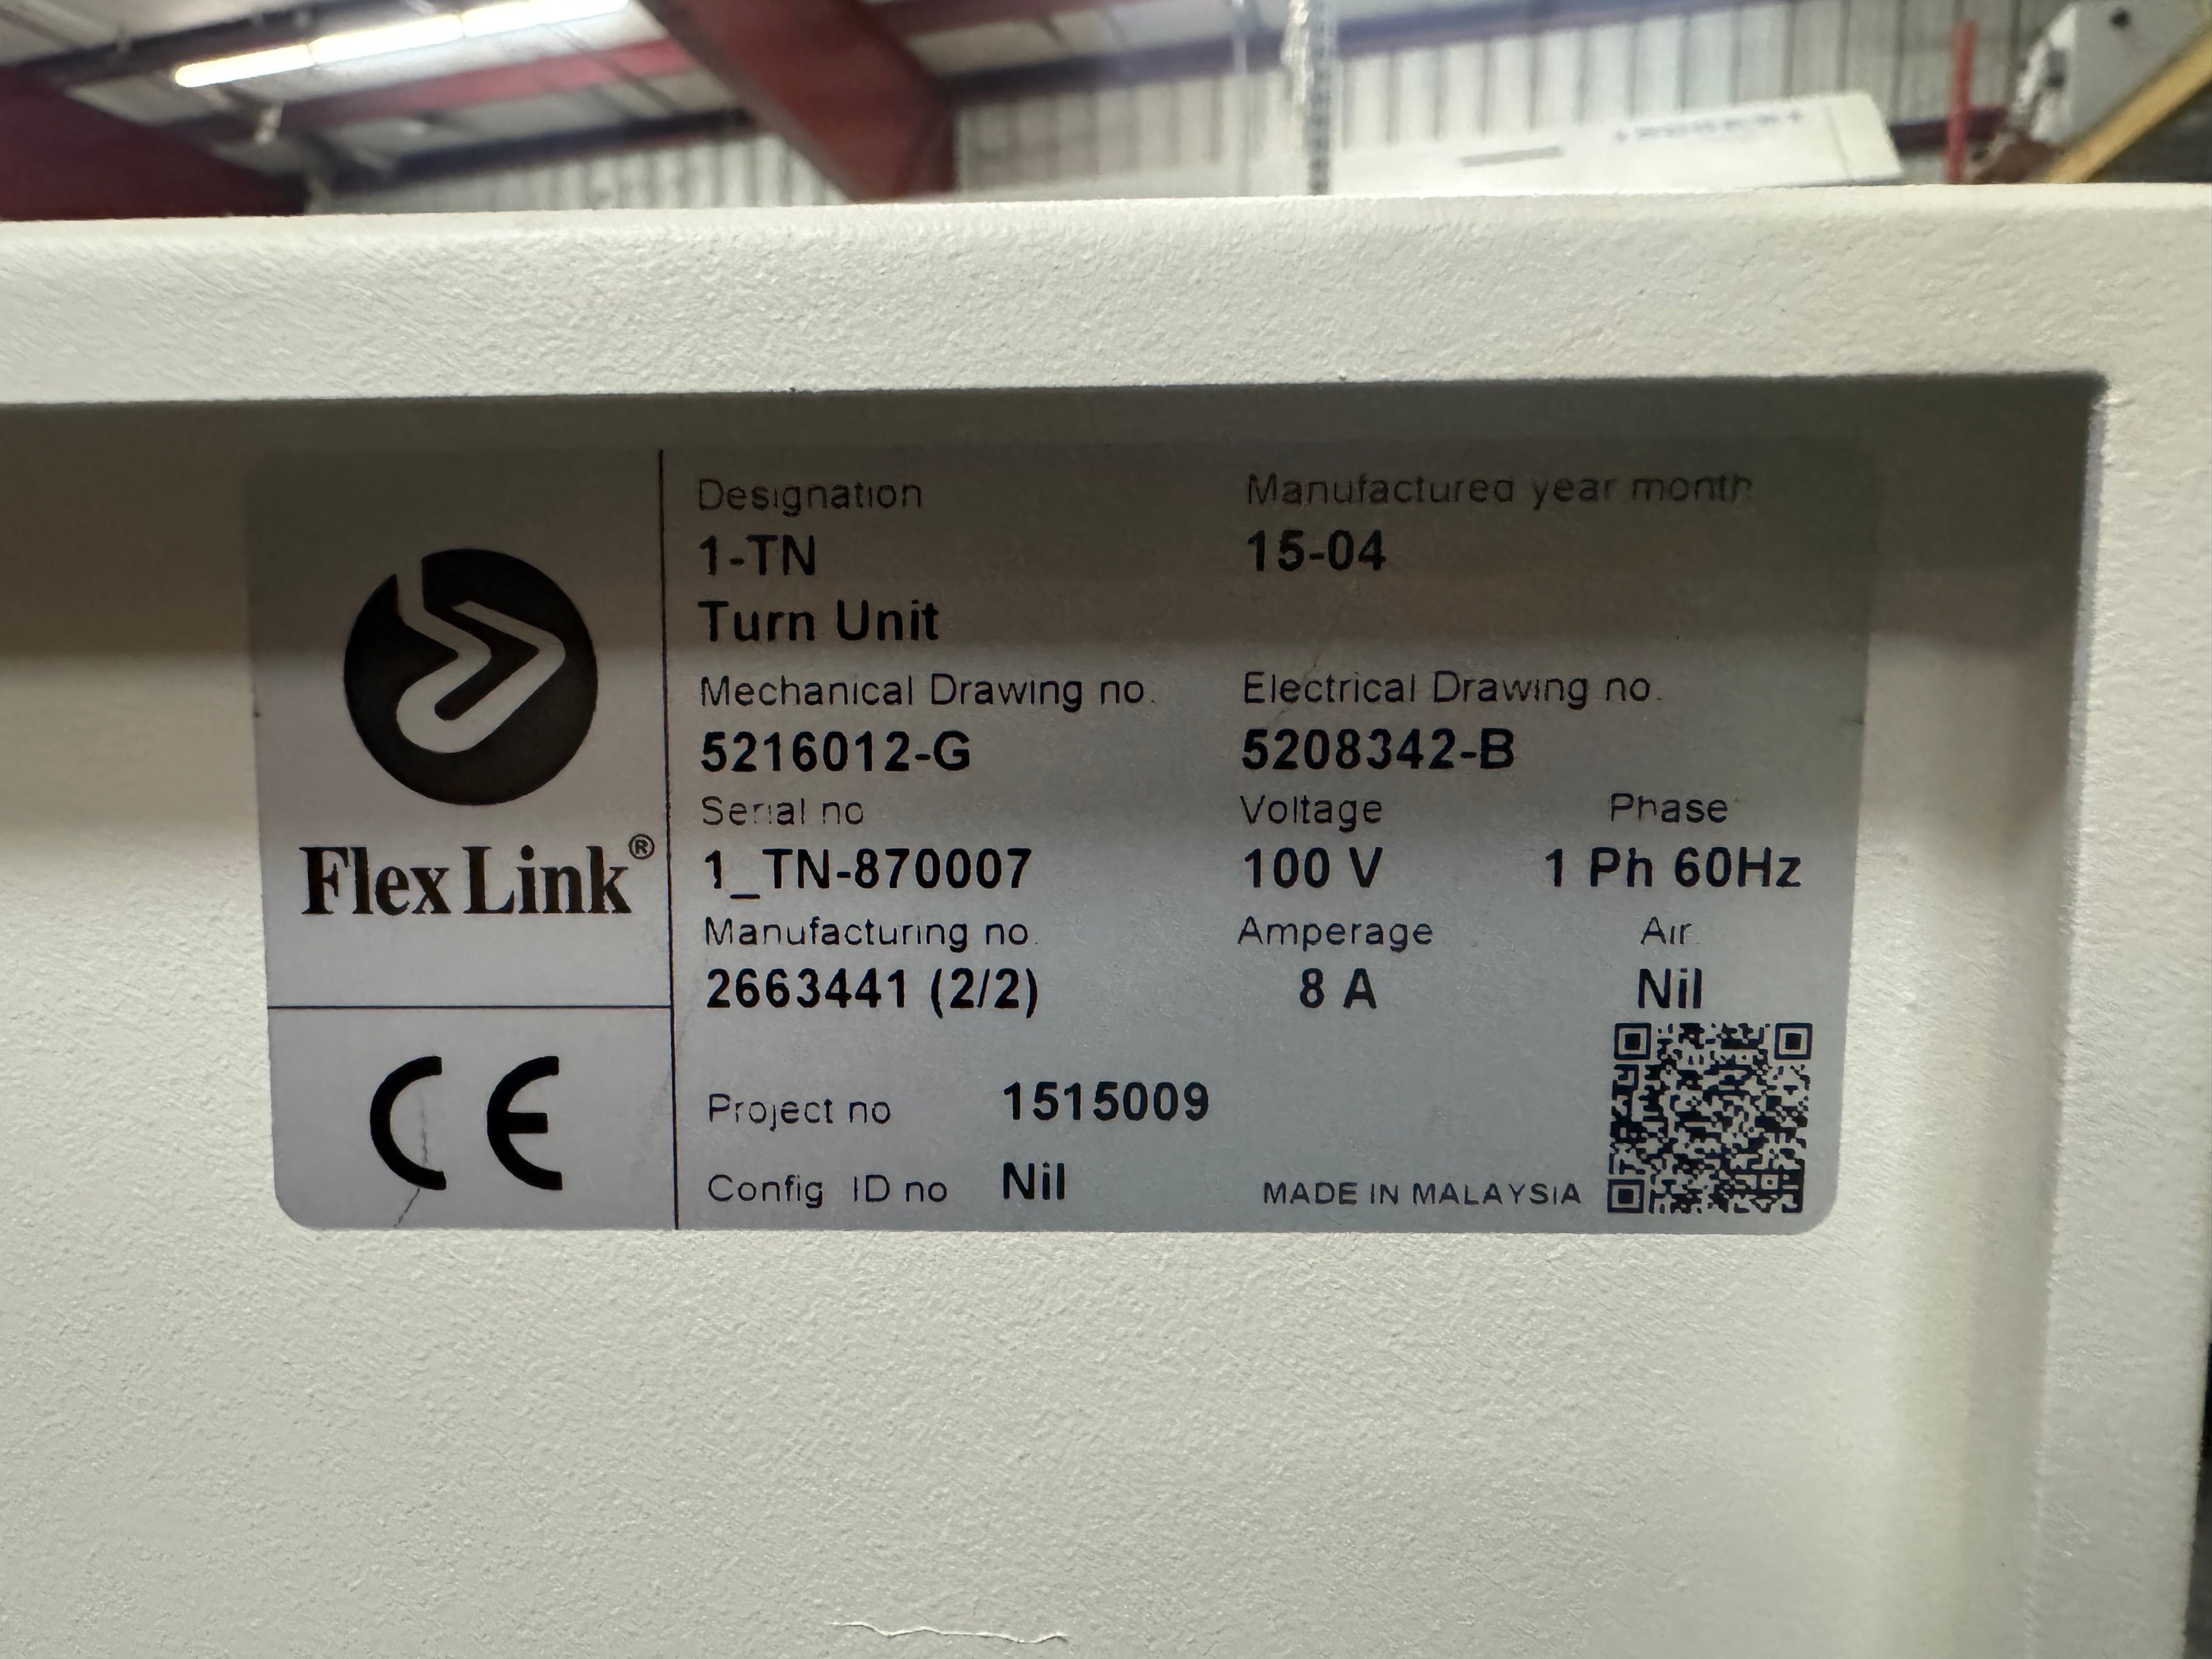 Designation
1-TN
Turn Unit
Manufactured year month
15-04
Mechanical Drawing no.
5216012-G
Electrical Drawing no.
5208342-B
Serial no
1_TN-870007
Voltage
100 V
Phase
1 Ph 60Hz
Manufacturing no.
2663441 (2/2)
Amperage
8 A
Air
Nil
FlexLink®
CE
Project no 1515009
Config ID no Nil
MADE IN MALAYSIA